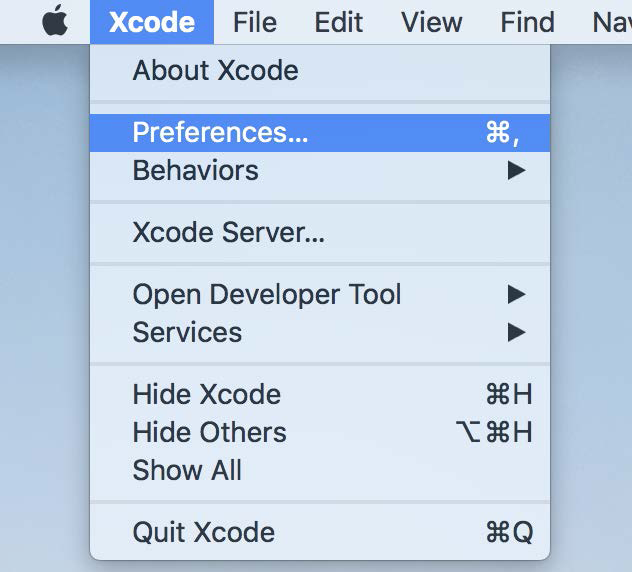 Xcode File Edit View Find Nav
About Xcode
Preferences... ⌘,
Behaviors ▶
Xcode Server...
Open Developer Tool ▶
Services ▶
Hide Xcode ⌘H
Hide Others ⌥⌘H
Show All
Quit Xcode ⌘Q